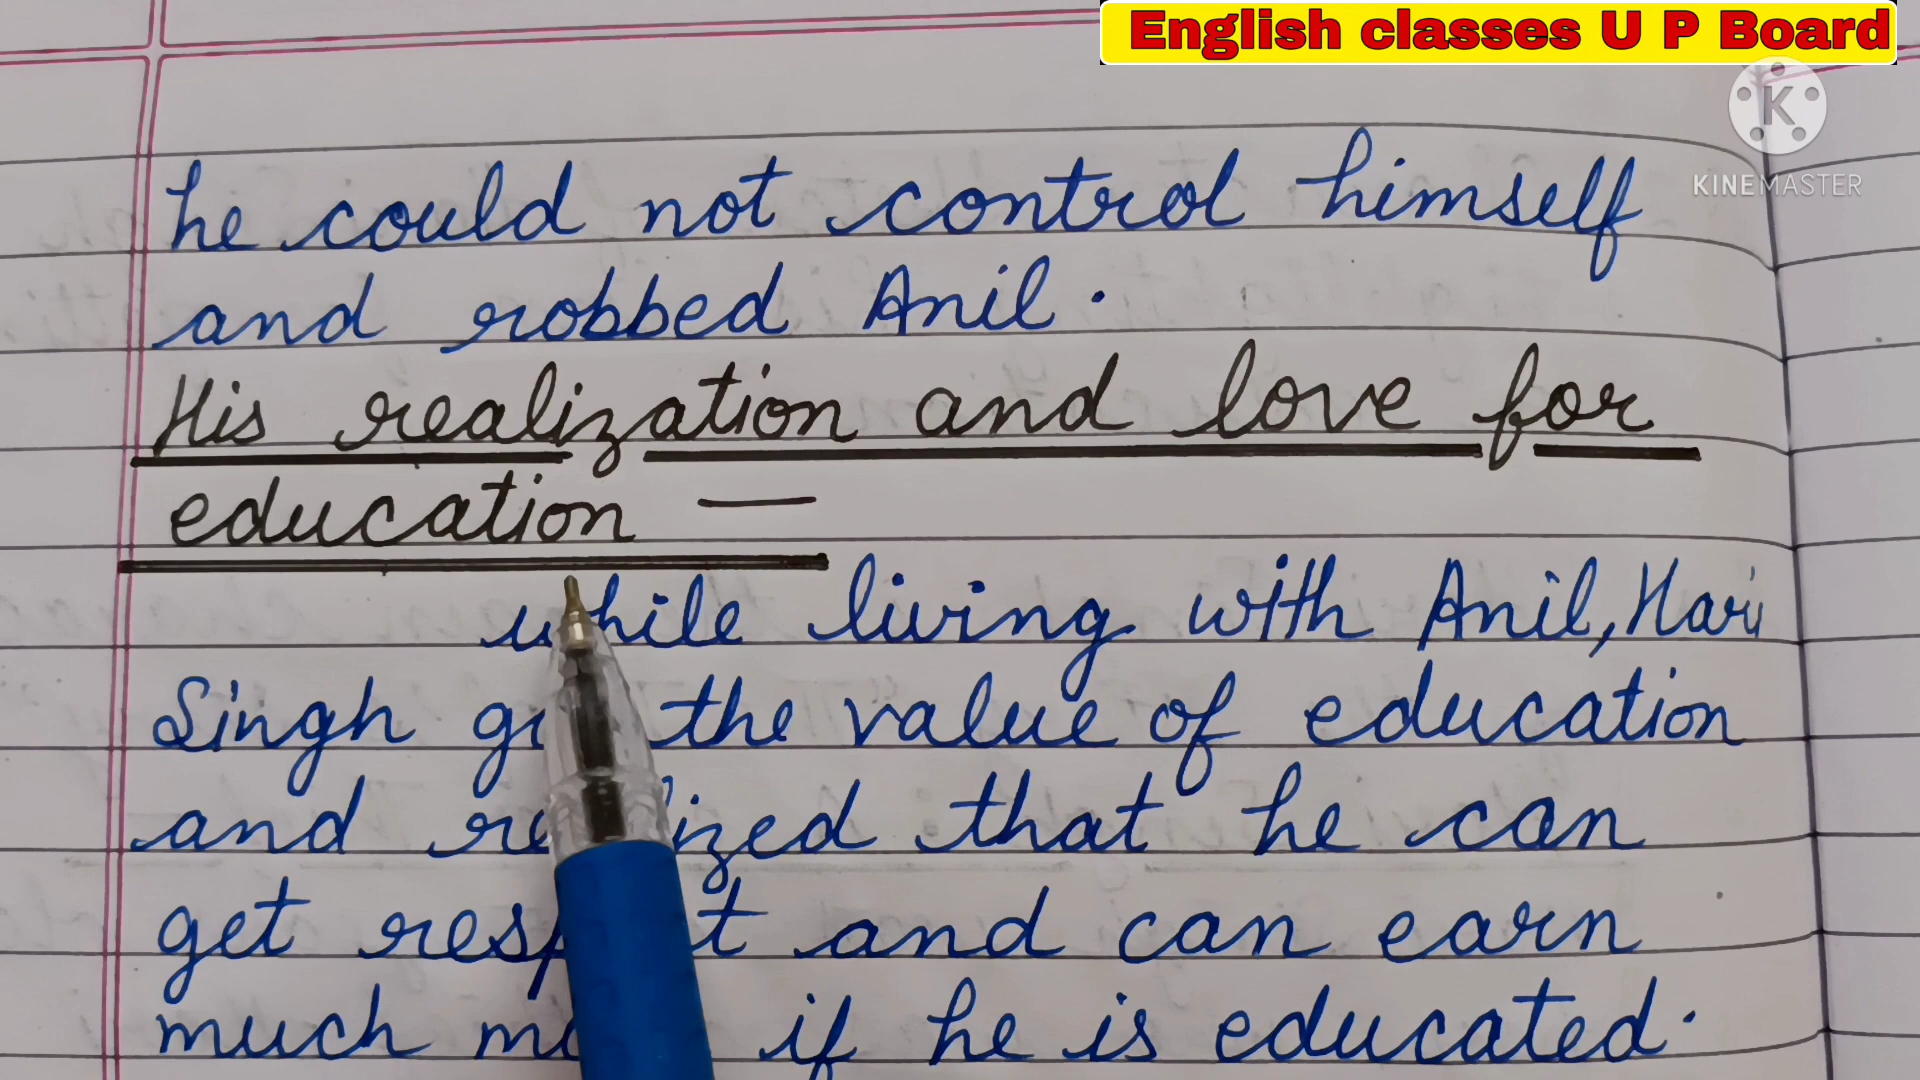 English classes U P Board
KINEMASTER
he could not control himself
and robbed Anil.
His realization and love for
education —
while living with Anil, Hari
Singh the value of education
and that he can
get and can earn
much if he is educated.